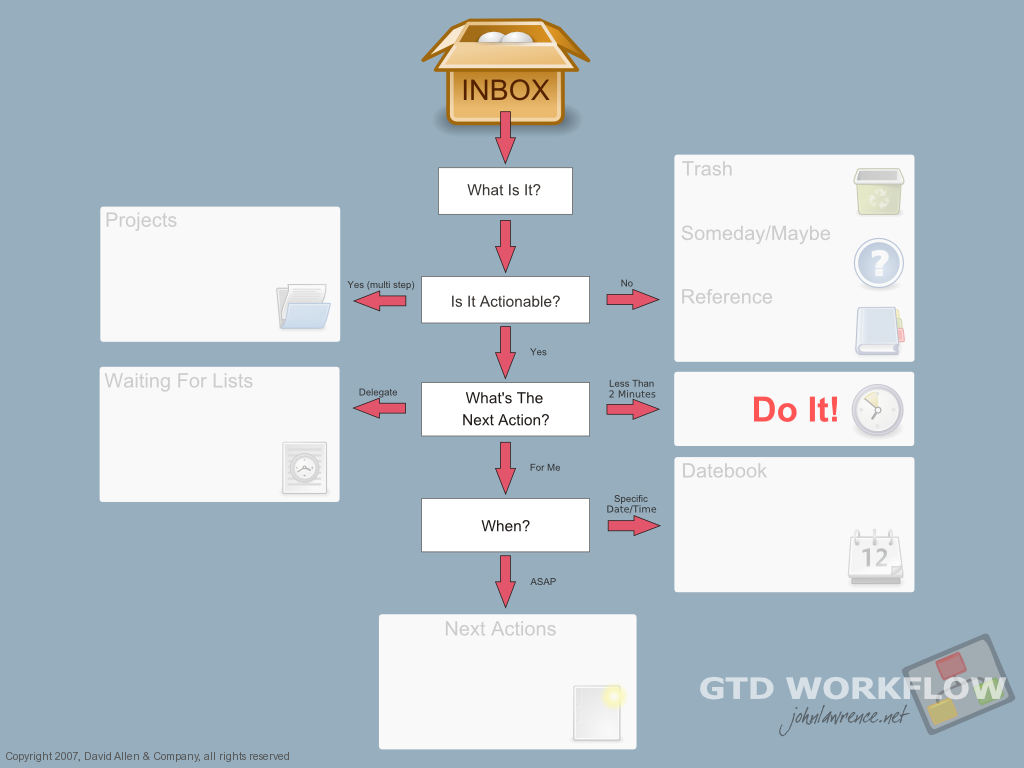 INBOX
What Is It?
Trash
Someday/Maybe
Reference
Projects
Yes (multi step)
Is It Actionable?
No
Yes
Waiting For Lists
Delegate
What's The
Next Action?
Less Than
2 Minutes
Do It!
For Me
Datebook
12
When?
Specific
Date/Time
ASAP
Next Actions
GTD WORKFLOW
johnlawrence.net
Copyright 2007, David Allen & Company, all rights reserved